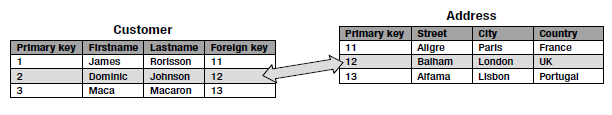 Customer
Primary key Firstname Lastname Foreign key
1 James Rorisson 11
2 Dominic Johnson 12
3 Maca Macaron 13
Address
Primary key Street City Country
11 Aligre Paris France
12 Balham London UK
13 Alfama Lisbon Portugal